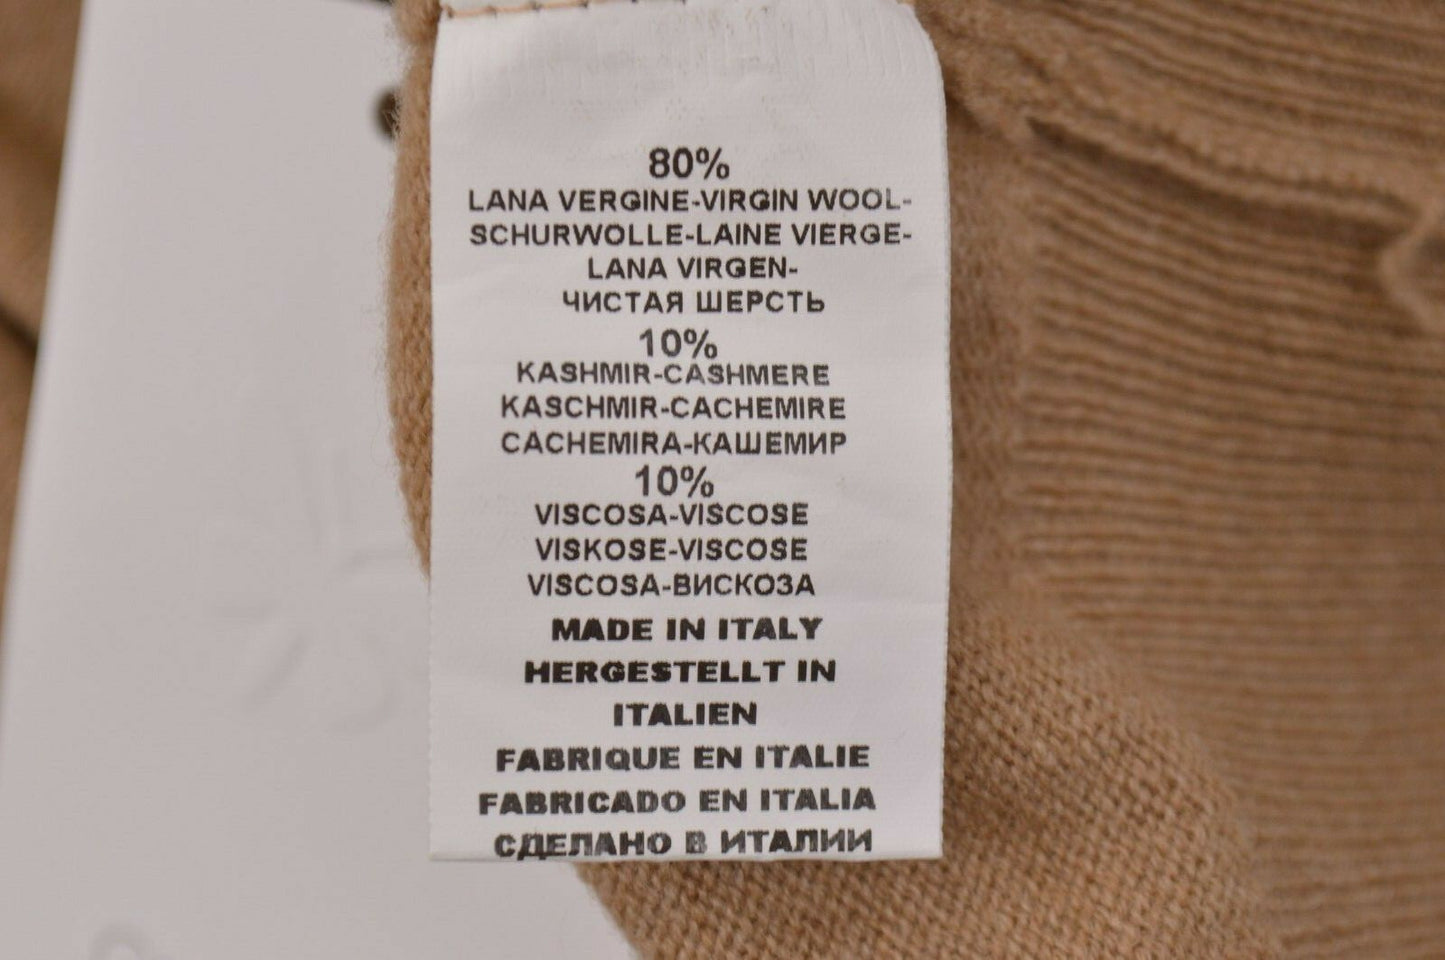 80%
LANA VERGINE-VIRGIN WOOL-
SCHURWOLLE-LAINE VIERGE-
LANA VIRGEN-
ЧИСТАЯ ШЕРСТЬ
10%
KASHMIR-CASHMERE
KASCHMIR-CACHEMIRE
CACHEMIRA-КАШЕМИР
10%
VISCOSA-VISCOSE
VISKOSE-VISCOSE
VISCOSA-ВИСКОЗА
MADE IN ITALY
HERGESTELLT IN
ITALIEN
FABRIQUE EN ITALIE
FABRICADO EN ITALIA
СДЕЛАНО В ИТАЛИИ